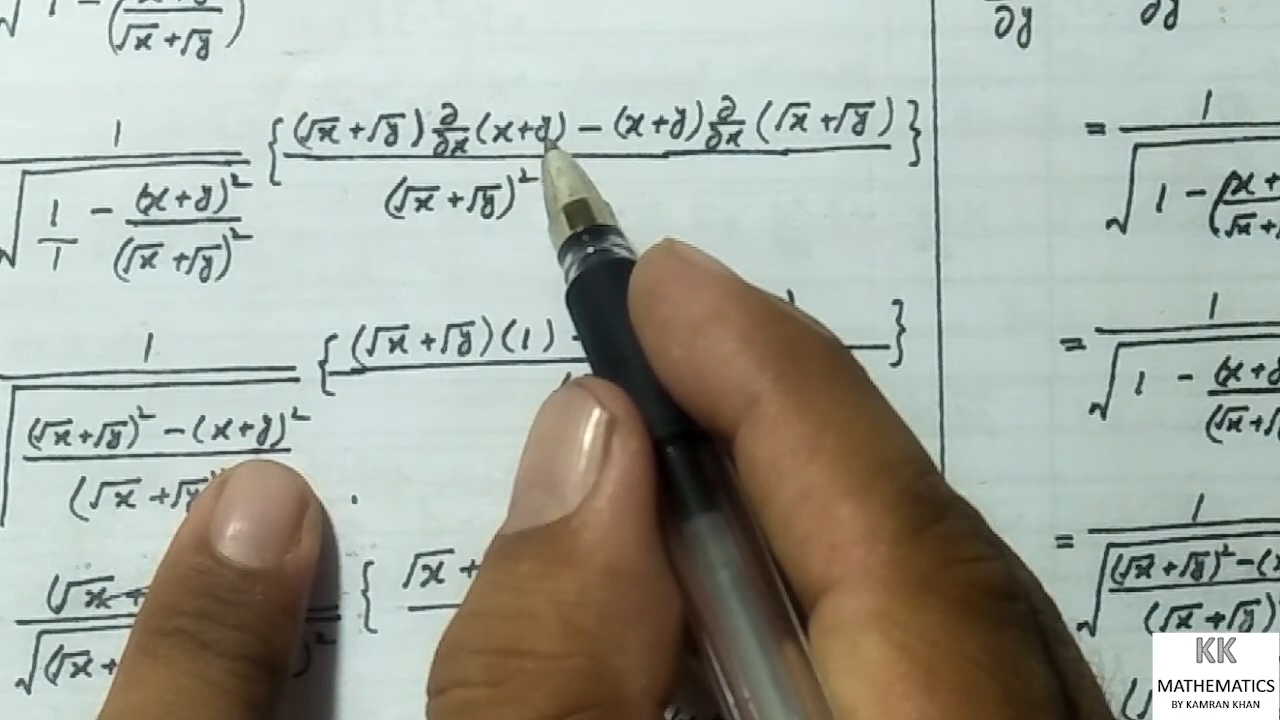 √1 - (x+y/√x+√y)
1/√(1/1 - (x+y)²/(√x+√y)²) {(√x+√y) ∂/∂x (x+y) - (x+y) ∂/∂x (√x+√y) / (√x+√y)²}
1/√((√x+√y)² - (x+y)²/(√x+√y)) {(√x+√y)(1) -}
(√x+ /√(√x+ )² { √x+
∂y ∂y
= 1/√(1 - (x+/√x+
= 1/√(1 - (x+y/(√x+√
= 1/√((√x+√y)² - (x/(√x+√y)
KK
MATHEMATICS
BY KAMRAN KHAN